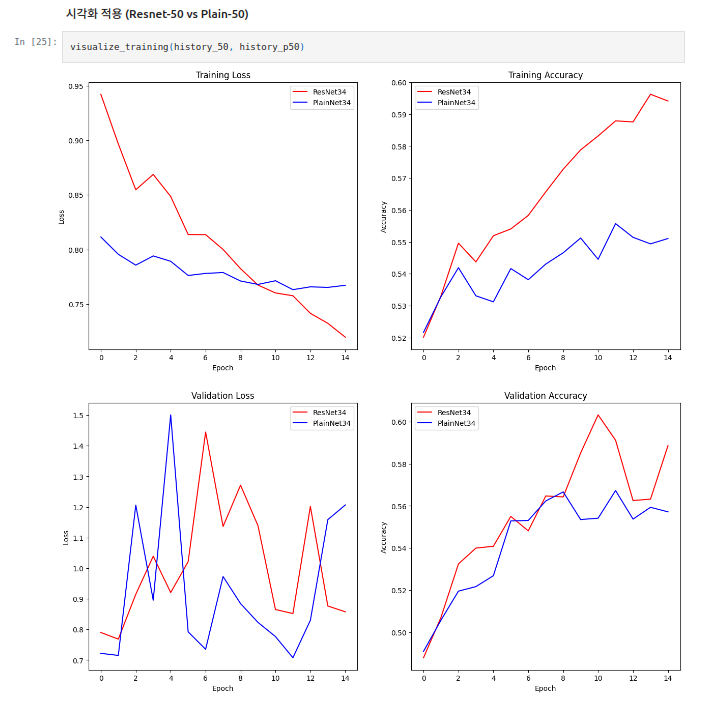 시각화 적용 (Resnet-50 vs Plain-50)
In [25]: visualize_training(history_50, history_p50)
Training Loss
ResNet34
PlainNet34
0.95
0.90
0.85
0.80
0.75
Loss
0 2 4 6 8 10 12 14
Epoch
Training Accuracy
ResNet34
PlainNet34
0.60
0.59
0.58
0.57
0.56
0.55
0.54
0.53
0.52
Accuracy
0 2 4 6 8 10 12 14
Epoch
Validation Loss
ResNet34
PlainNet34
1.5
1.4
1.3
1.2
1.1
1.0
0.9
0.8
0.7
Loss
0 2 4 6 8 10 12 14
Epoch
Validation Accuracy
ResNet34
PlainNet34
0.60
0.58
0.56
0.54
0.52
0.50
Accuracy
0 2 4 6 8 10 12 14
Epoch